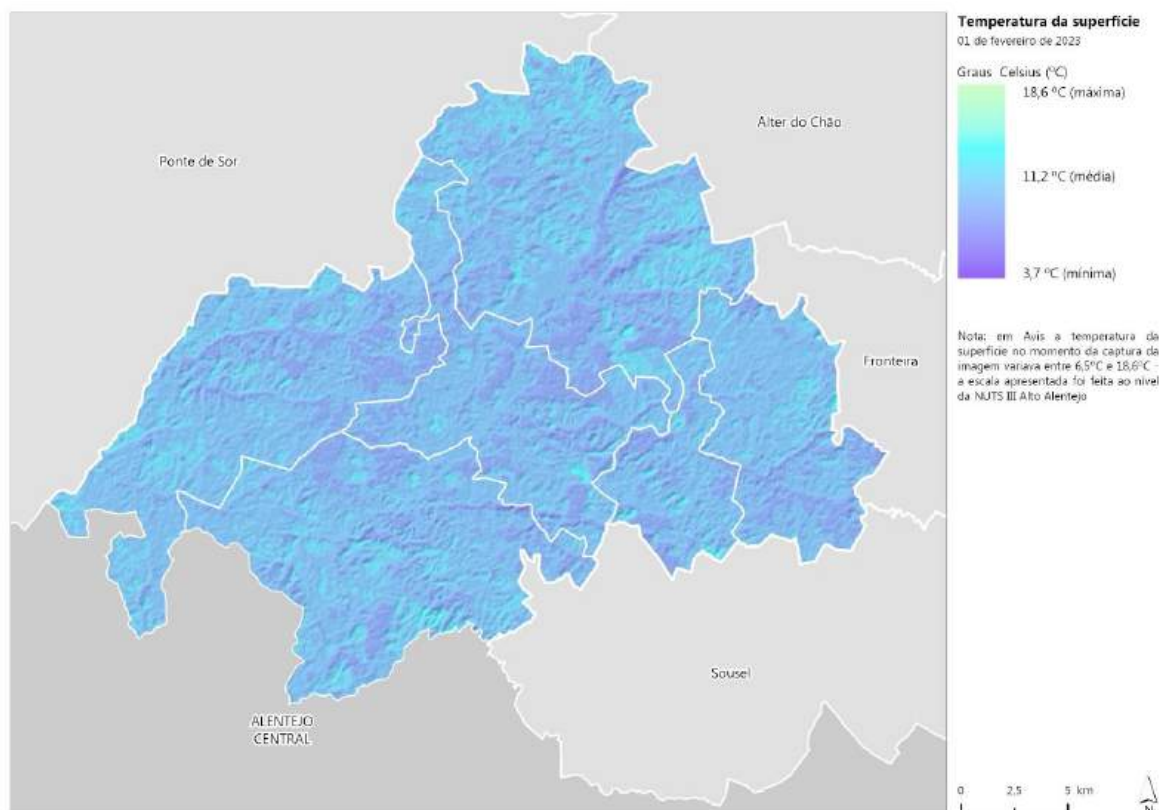 Temperatura da superfície
01 de fevereiro de 2023
Graus Celsius (ºC)
18,6 ºC (máxima)
11,2 ºC (média)
3,7 ºC (mínima)
Nota: em Avis a temperatura da
superfície no momento da captura da
imagem variava entre 6,5ºC e 18,6ºC -
a escala apresentada foi feita ao nível
da NUTS III Alto Alentejo
Ponte de Sor
Alter do Chão
Fronteira
Sousel
ALENTEJO
CENTRAL
0 2,5 5 km
N